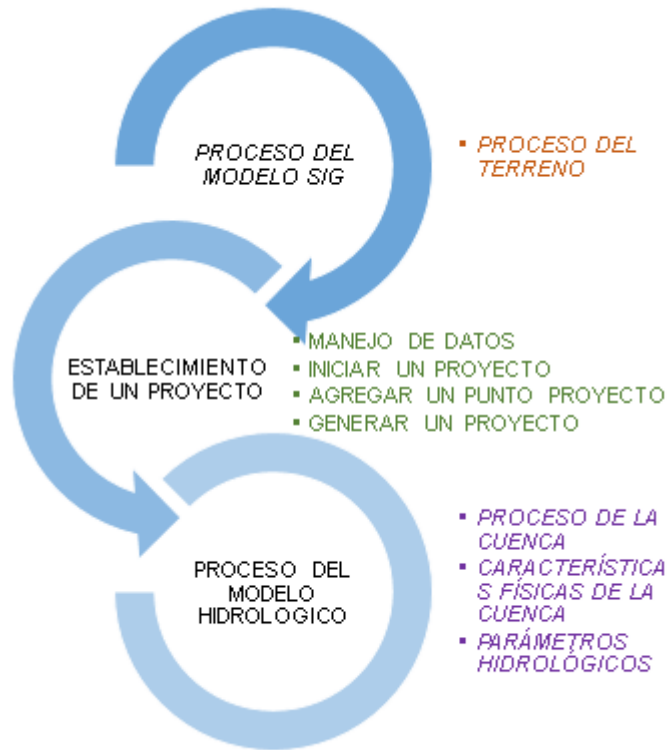 PROCESO DEL
MODELO SIG
▪ PROCESO DEL
TERRENO
ESTABLECIMIENTO
DE UN PROYECTO
▪ MANEJO DE DATOS
▪ INICIAR UN PROYECTO
▪ AGREGAR UN PUNTO PROYECTO
▪ GENERAR UN PROYECTO
PROCESO DEL
MODELO
HIDROLOGICO
▪ PROCESO DE LA
CUENCA
▪ CARACTERÍSTICA
S FÍSICAS DE LA
CUENCA
▪ PARÁMETROS
HIDROLÓGICOS